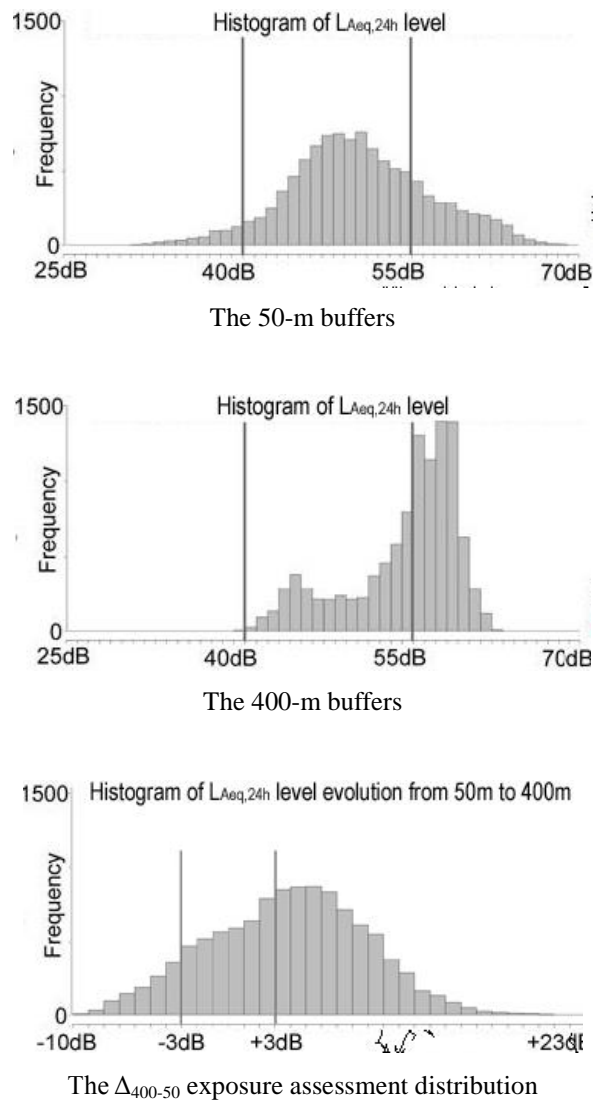 1500
Histogram of LAeq,24h level
Frequency
0
25dB 40dB 55dB 70dB
The 50-m buffers
1500
Histogram of LAeq,24h level
Frequency
0
25dB 40dB 55dB 70dB
The 400-m buffers
1500
Histogram of LAeq,24h level evolution from 50m to 400m
Frequency
0
-10dB -3dB +3dB +23dB
The Δ400-50 exposure assessment distribution